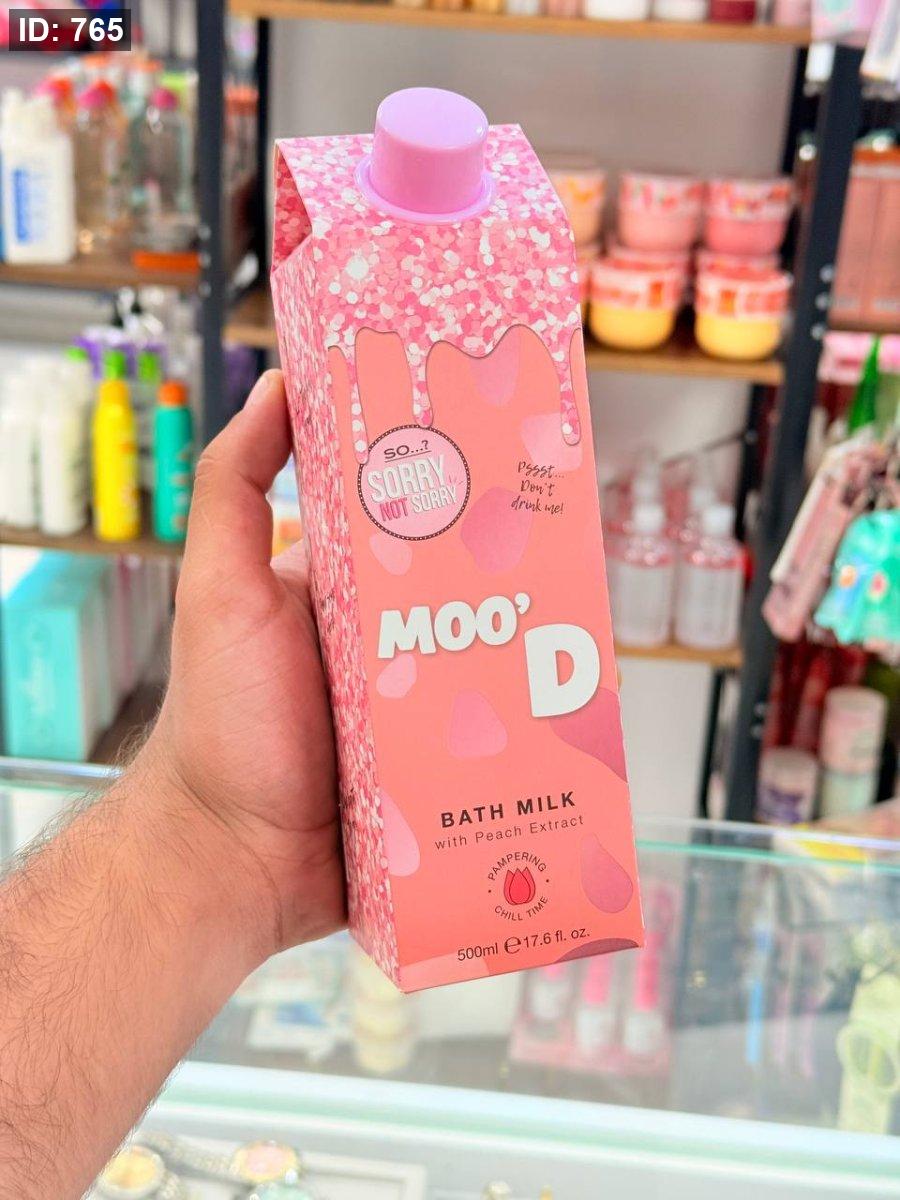 ID: 765
SO...?
SORRY
NOT SORRY
Pssst...
Don't
drink me!
MOO'
D
BATH MILK
with Peach Extract
PAMPERING
CHILL TIME
500ml ℮ 17.6 fl. oz.